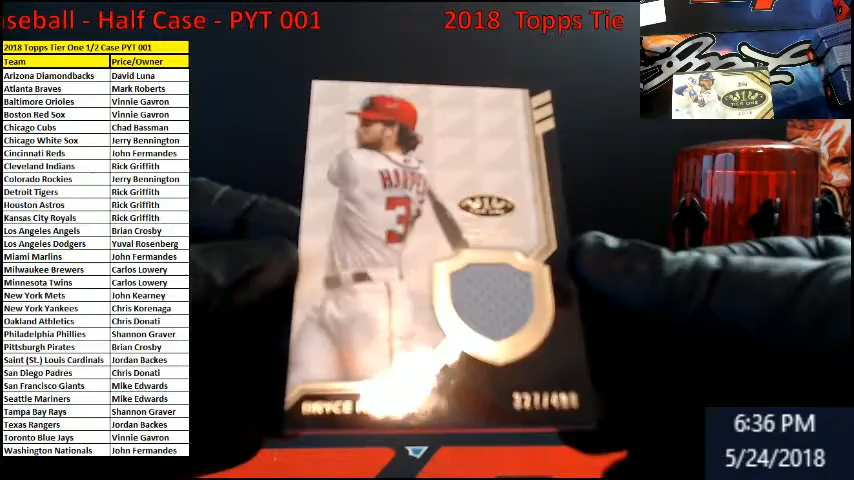 seball - Half Case - PYT 001 2018 Topps Tie
2018 Topps Tier One 1/2 Case PYT 001
Team Price/Owner
Arizona Diamondbacks David Luna
Atlanta Braves Mark Roberts
Baltimore Orioles Vinnie Gavron
Boston Red Sox Vinnie Gavron
Chicago Cubs Chad Bassman
Chicago White Sox Jerry Bennington
Cincinnati Reds John Fernandes
Cleveland Indians Rick Griffith
Colorado Rockies Jerry Bennington
Detroit Tigers Rick Griffith
Houston Astros Rick Griffith
Kansas City Royals Rick Griffith
Los Angeles Angels Brian Crosby
Los Angeles Dodgers Yuval Rosenberg
Miami Marlins John Fernandes
Milwaukee Brewers Carlos Lowery
Minnesota Twins Carlos Lowery
New York Mets John Kearney
New York Yankees Chris Korenaga
Oakland Athletics Chris Donati
Philadelphia Phillies Shannon Graver
Pittsburgh Pirates Brian Crosby
Saint (St.) Louis Cardinals Jordan Backes
San Diego Padres Chris Donati
San Francisco Giants Mike Edwards
Seattle Mariners Mike Edwards
Tampa Bay Rays Shannon Graver
Texas Rangers Jordan Backes
Toronto Blue Jays Vinnie Gavron
Washington Nationals John Fernandes
HARPE
3
BRYCE
TIER ONE
6:36 PM
5/24/2018